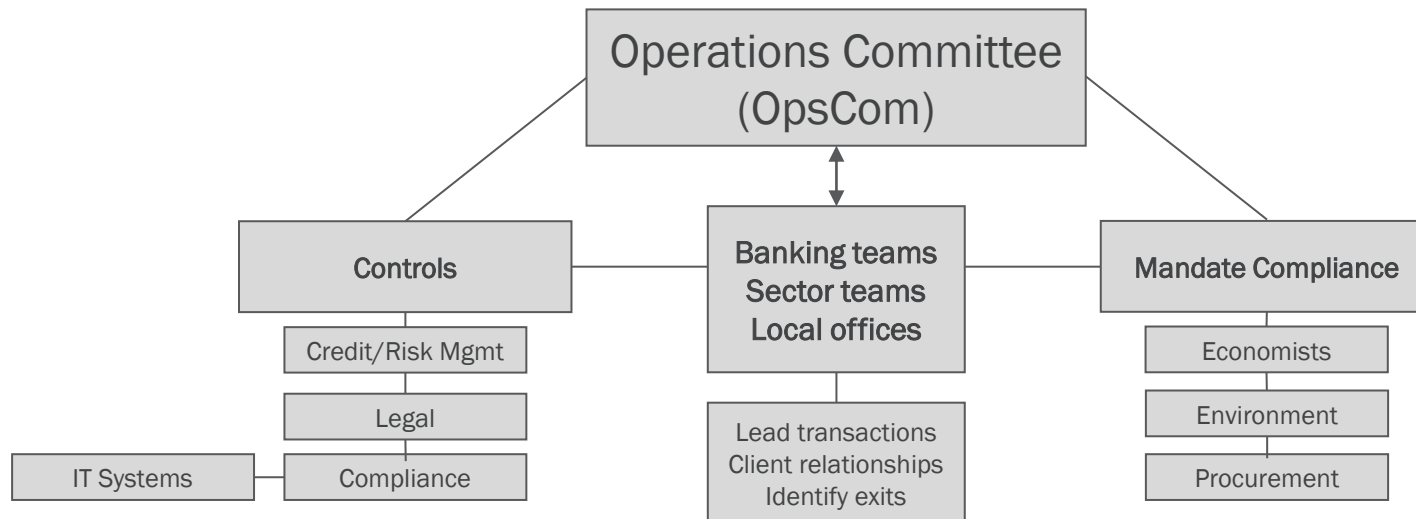 Operations Committee
(OpsCom)
Controls
Banking teams
Sector teams
Local offices
Mandate Compliance
Credit/Risk Mgmt
Legal
Compliance
IT Systems
Lead transactions
Client relationships
Identify exits
Economists
Environment
Procurement